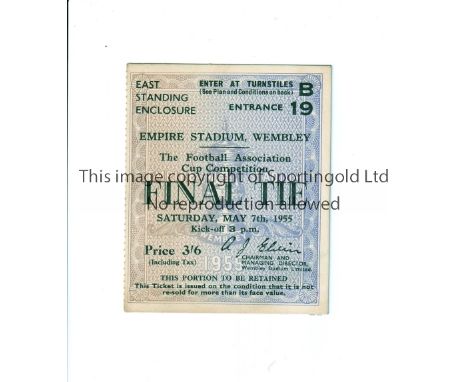 EAST
STANDING
ENCLOSURE
ENTER AT TURNSTILES B
(See Plan and Conditions on back)
ENTRANCE 19
EMPIRE STADIUM, WEMBLEY
The Football Association
Cup Competition
This image copyright of Sportingold Ltd
FINAL TIE
No reproduction allowed
SATURDAY, MAY 7th, 1955
Kick-off 3 p.m.
Price 3/6
(Including Tax)
WEMBLEY
1955
CHAIRMAN AND
MANAGING DIRECTOR,
Wembley Stadium Limited.
THIS PORTION TO BE RETAINED
This Ticket is issued on the condition that it is not
re-sold for more than its face value.